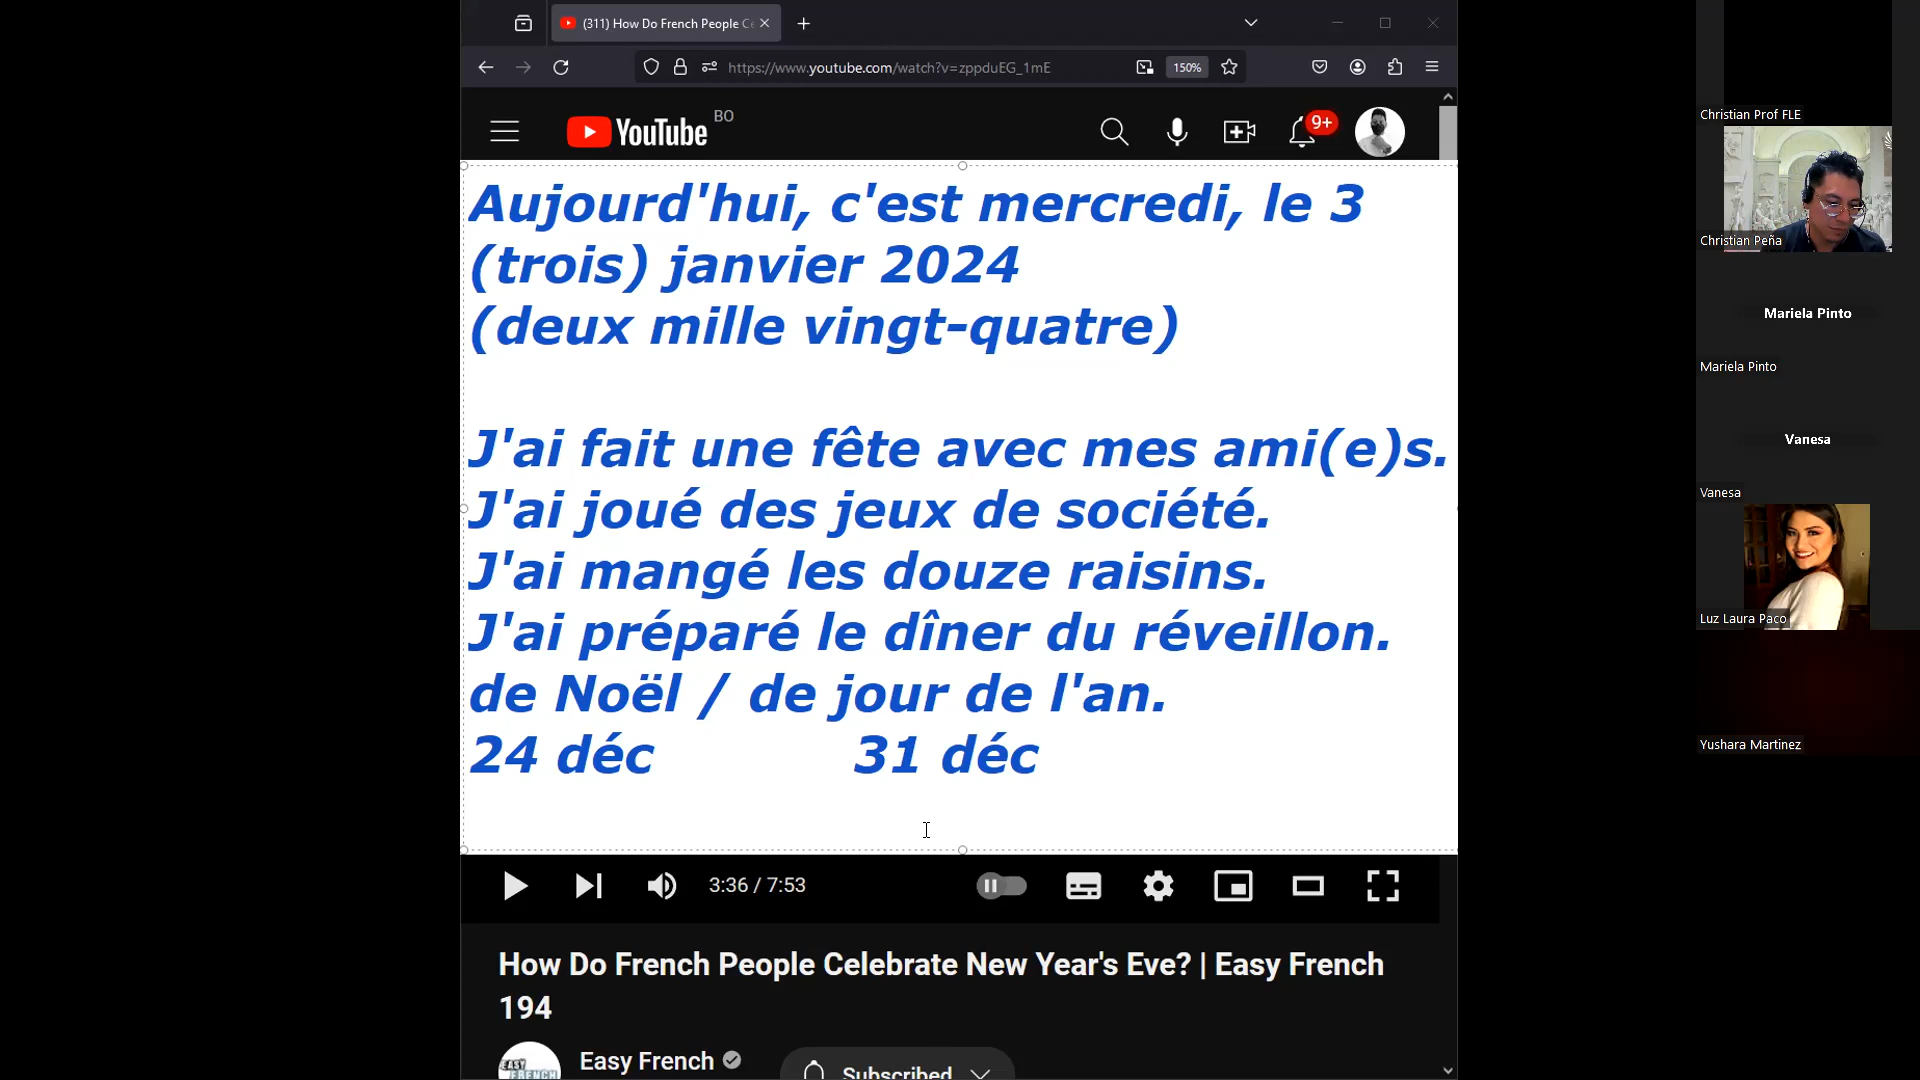 (311) How Do French People Ce
https://www.youtube.com/watch?v=zppduEG_1mE
150%
YouTube BO
9+
Aujourd'hui, c'est mercredi, le 3
(trois) janvier 2024
(deux mille vingt-quatre)
J'ai fait une fête avec mes ami(e)s.
J'ai joué des jeux de société.
J'ai mangé les douze raisins.
J'ai préparé le dîner du réveillon.
de Noël / de jour de l'an.
24 déc 31 déc
3:36 / 7:53
How Do French People Celebrate New Year's Eve? | Easy French
194
EASY
FRENCH
Easy French
Subscribed
Christian Prof FLE
Christian Peña
Mariela Pinto
Mariela Pinto
Vanesa
Vanesa
Luz Laura Paco
Yushara Martinez